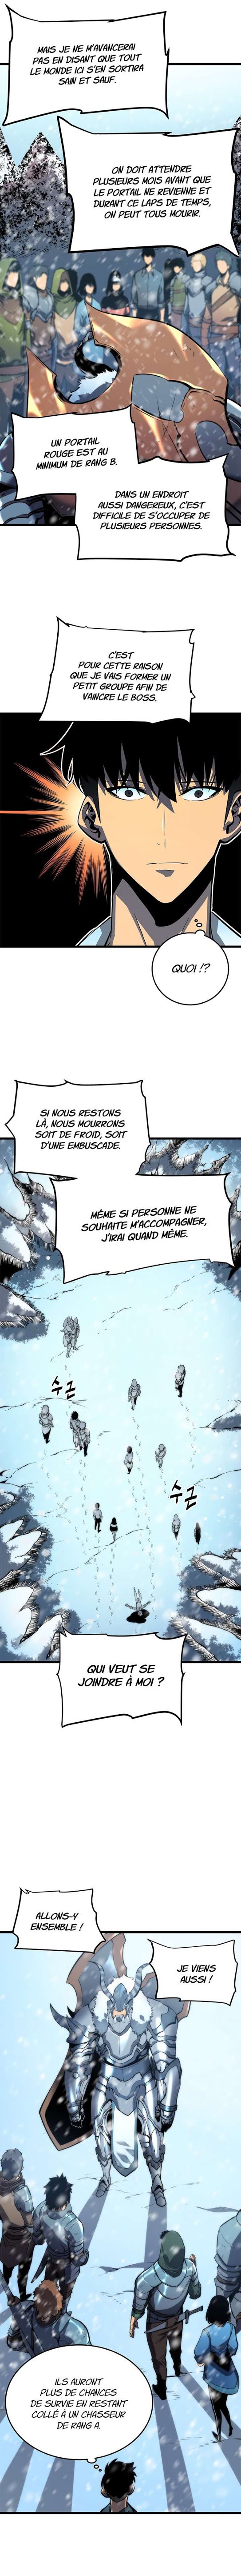 MAIS JE NE M'AVANCERAI
PAS EN DISANT QUE TOUT
LE MONDE ICI S'EN SORTIRA
SAIN ET SAUF.
ON DOIT ATTENDRE
PLUSIEURS MOIS AVANT QUE
LE PORTAIL NE REVIENNE ET
DURANT CE LAPS DE TEMPS,
ON PEUT TOUS MOURIR.
UN PORTAIL
ROUGE EST AU
MINIMUM DE RANG B.
DANS UN ENDROIT
AUSSI DANGEREUX, C'EST
DIFFICILE DE S'OCCUPER DE
PLUSIEURS PERSONNES.
C'EST
POUR CETTE RAISON
QUE JE VAIS FORMER UN
PETIT GROUPE AFIN DE
VAINCRE LE BOSS.
QUOI !?
SI NOUS RESTONS
LÀ, NOUS MOURRONS
SOIT DE FROID, SOIT
D'UNE EMBUSCADE.
MÊME SI PERSONNE NE
SOUHAITE M'ACCOMPAGNER,
J'IRAI QUAND MÊME.
수군
수군
QUI VEUT SE
JOINDRE À MOI ?
ALLONS-Y
ENSEMBLE !
JE VIENS
AUSSI !
ILS AURONT
PLUS DE CHANCES
DE SURVIE EN RESTANT
COLLÉ À UN CHASSEUR
DE RANG A.